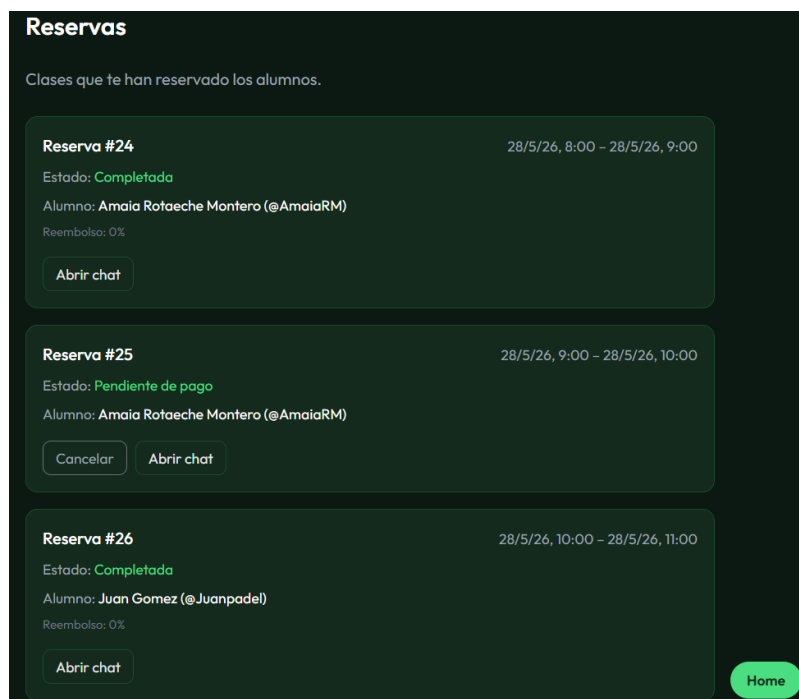 Reservas
Clases que te han reservado los alumnos.
Reserva #24
28/5/26, 8:00 – 28/5/26, 9:00
Estado: Completada
Alumno: Amaia Rotaeche Montero (@AmaiaRM)
Reembolso: 0%
Abrir chat
Reserva #25
28/5/26, 9:00 – 28/5/26, 10:00
Estado: Pendiente de pago
Alumno: Amaia Rotaeche Montero (@AmaiaRM)
Cancelar
Abrir chat
Reserva #26
28/5/26, 10:00 – 28/5/26, 11:00
Estado: Completada
Alumno: Juan Gomez (@Juanpadel)
Reembolso: 0%
Abrir chat
Home